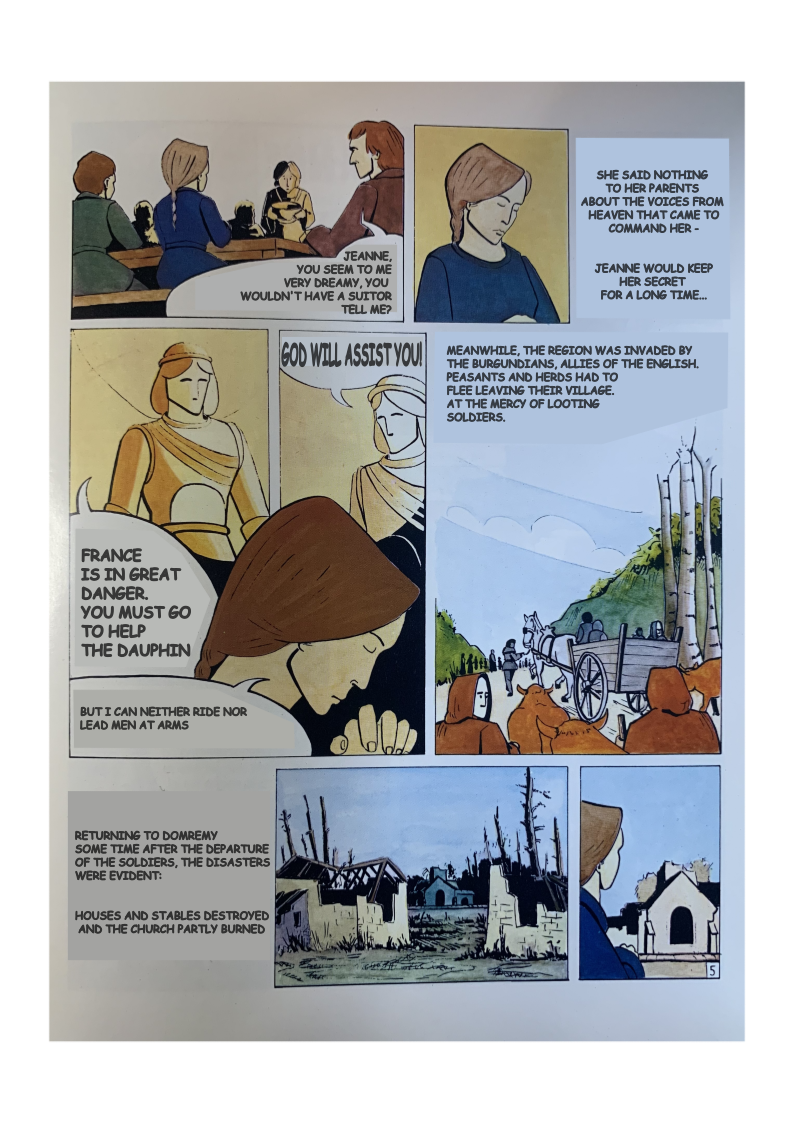 JEANNE,
YOU SEEM TO ME
VERY DREAMY, YOU
WOULDN'T HAVE A SUITOR
TELL ME?
SHE SAID NOTHING
TO HER PARENTS
ABOUT THE VOICES FROM
HEAVEN THAT CAME TO
COMMAND HER -
JEANNE WOULD KEEP
HER SECRET
FOR A LONG TIME...
FRANCE
IS IN GREAT
DANGER.
YOU MUST GO
TO HELP
THE DAUPHIN
GOD WILL ASSIST YOU!
BUT I CAN NEITHER RIDE NOR
LEAD MEN AT ARMS
MEANWHILE, THE REGION WAS INVADED BY
THE BURGUNDIANS, ALLIES OF THE ENGLISH.
PEASANTS AND HERDS HAD TO
FLEE LEAVING THEIR VILLAGE.
AT THE MERCY OF LOOTING
SOLDIERS.
RETURNING TO DOMREMY
SOME TIME AFTER THE DEPARTURE
OF THE SOLDIERS, THE DISASTERS
WERE EVIDENT:
HOUSES AND STABLES DESTROYED
AND THE CHURCH PARTLY BURNED
5